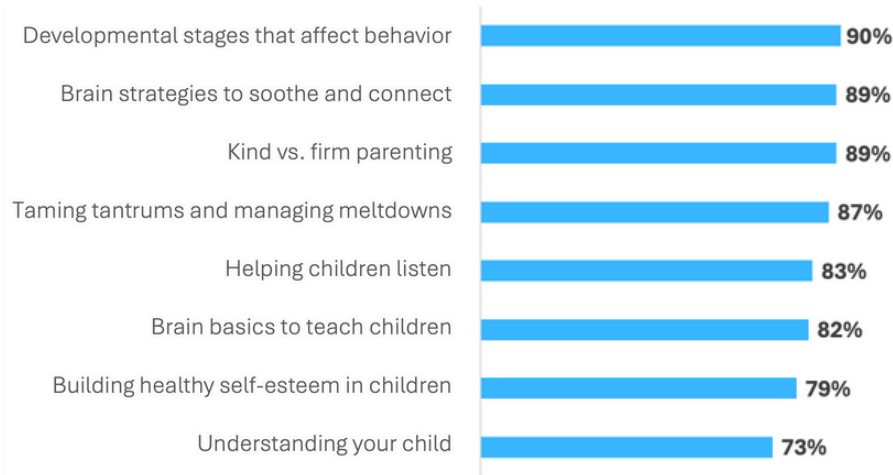 Developmental stages that affect behavior 90%
Brain strategies to soothe and connect 89%
Kind vs. firm parenting 89%
Taming tantrums and managing meltdowns 87%
Helping children listen 83%
Brain basics to teach children 82%
Building healthy self-esteem in children 79%
Understanding your child 73%